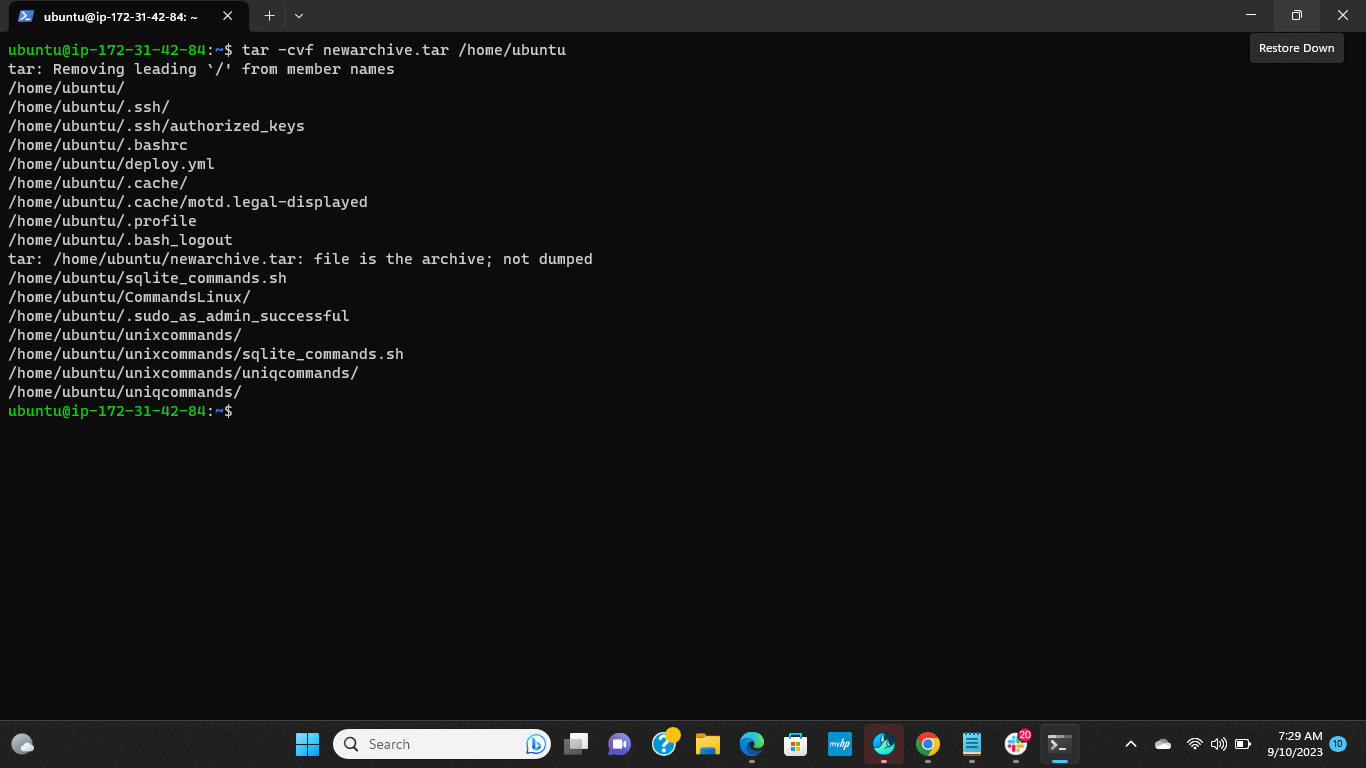 ubuntu@ip-172-31-42-84: ~
Restore Down
ubuntu@ip-172-31-42-84:~$ tar -cvf newarchive.tar /home/ubuntu
tar: Removing leading `/' from member names
/home/ubuntu/
/home/ubuntu/.ssh/
/home/ubuntu/.ssh/authorized_keys
/home/ubuntu/.bashrc
/home/ubuntu/deploy.yml
/home/ubuntu/.cache/
/home/ubuntu/.cache/motd.legal-displayed
/home/ubuntu/.profile
/home/ubuntu/.bash_logout
tar: /home/ubuntu/newarchive.tar: file is the archive; not dumped
/home/ubuntu/sqlite_commands.sh
/home/ubuntu/CommandsLinux/
/home/ubuntu/.sudo_as_admin_successful
/home/ubuntu/unixcommands/
/home/ubuntu/unixcommands/sqlite_commands.sh
/home/ubuntu/unixcommands/uniqcommands/
/home/ubuntu/uniqcommands/
ubuntu@ip-172-31-42-84:~$
Search
myhp
20
7:29 AM
9/10/2023
10